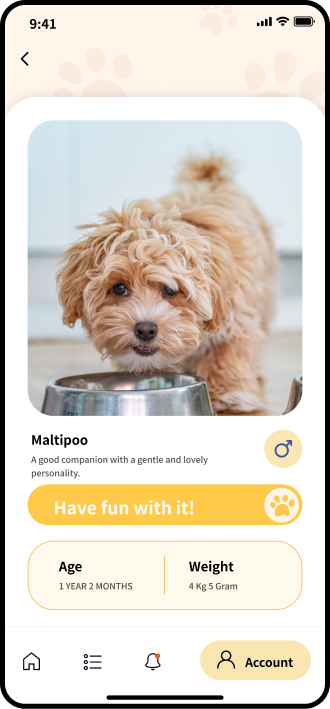 9:41
Maltipoo
A good companion with a gentle and lovely
personality.
Have fun with it!
Age
Weight
1 YEAR 2 MONTHS
4 Kg 5 Gram
Account